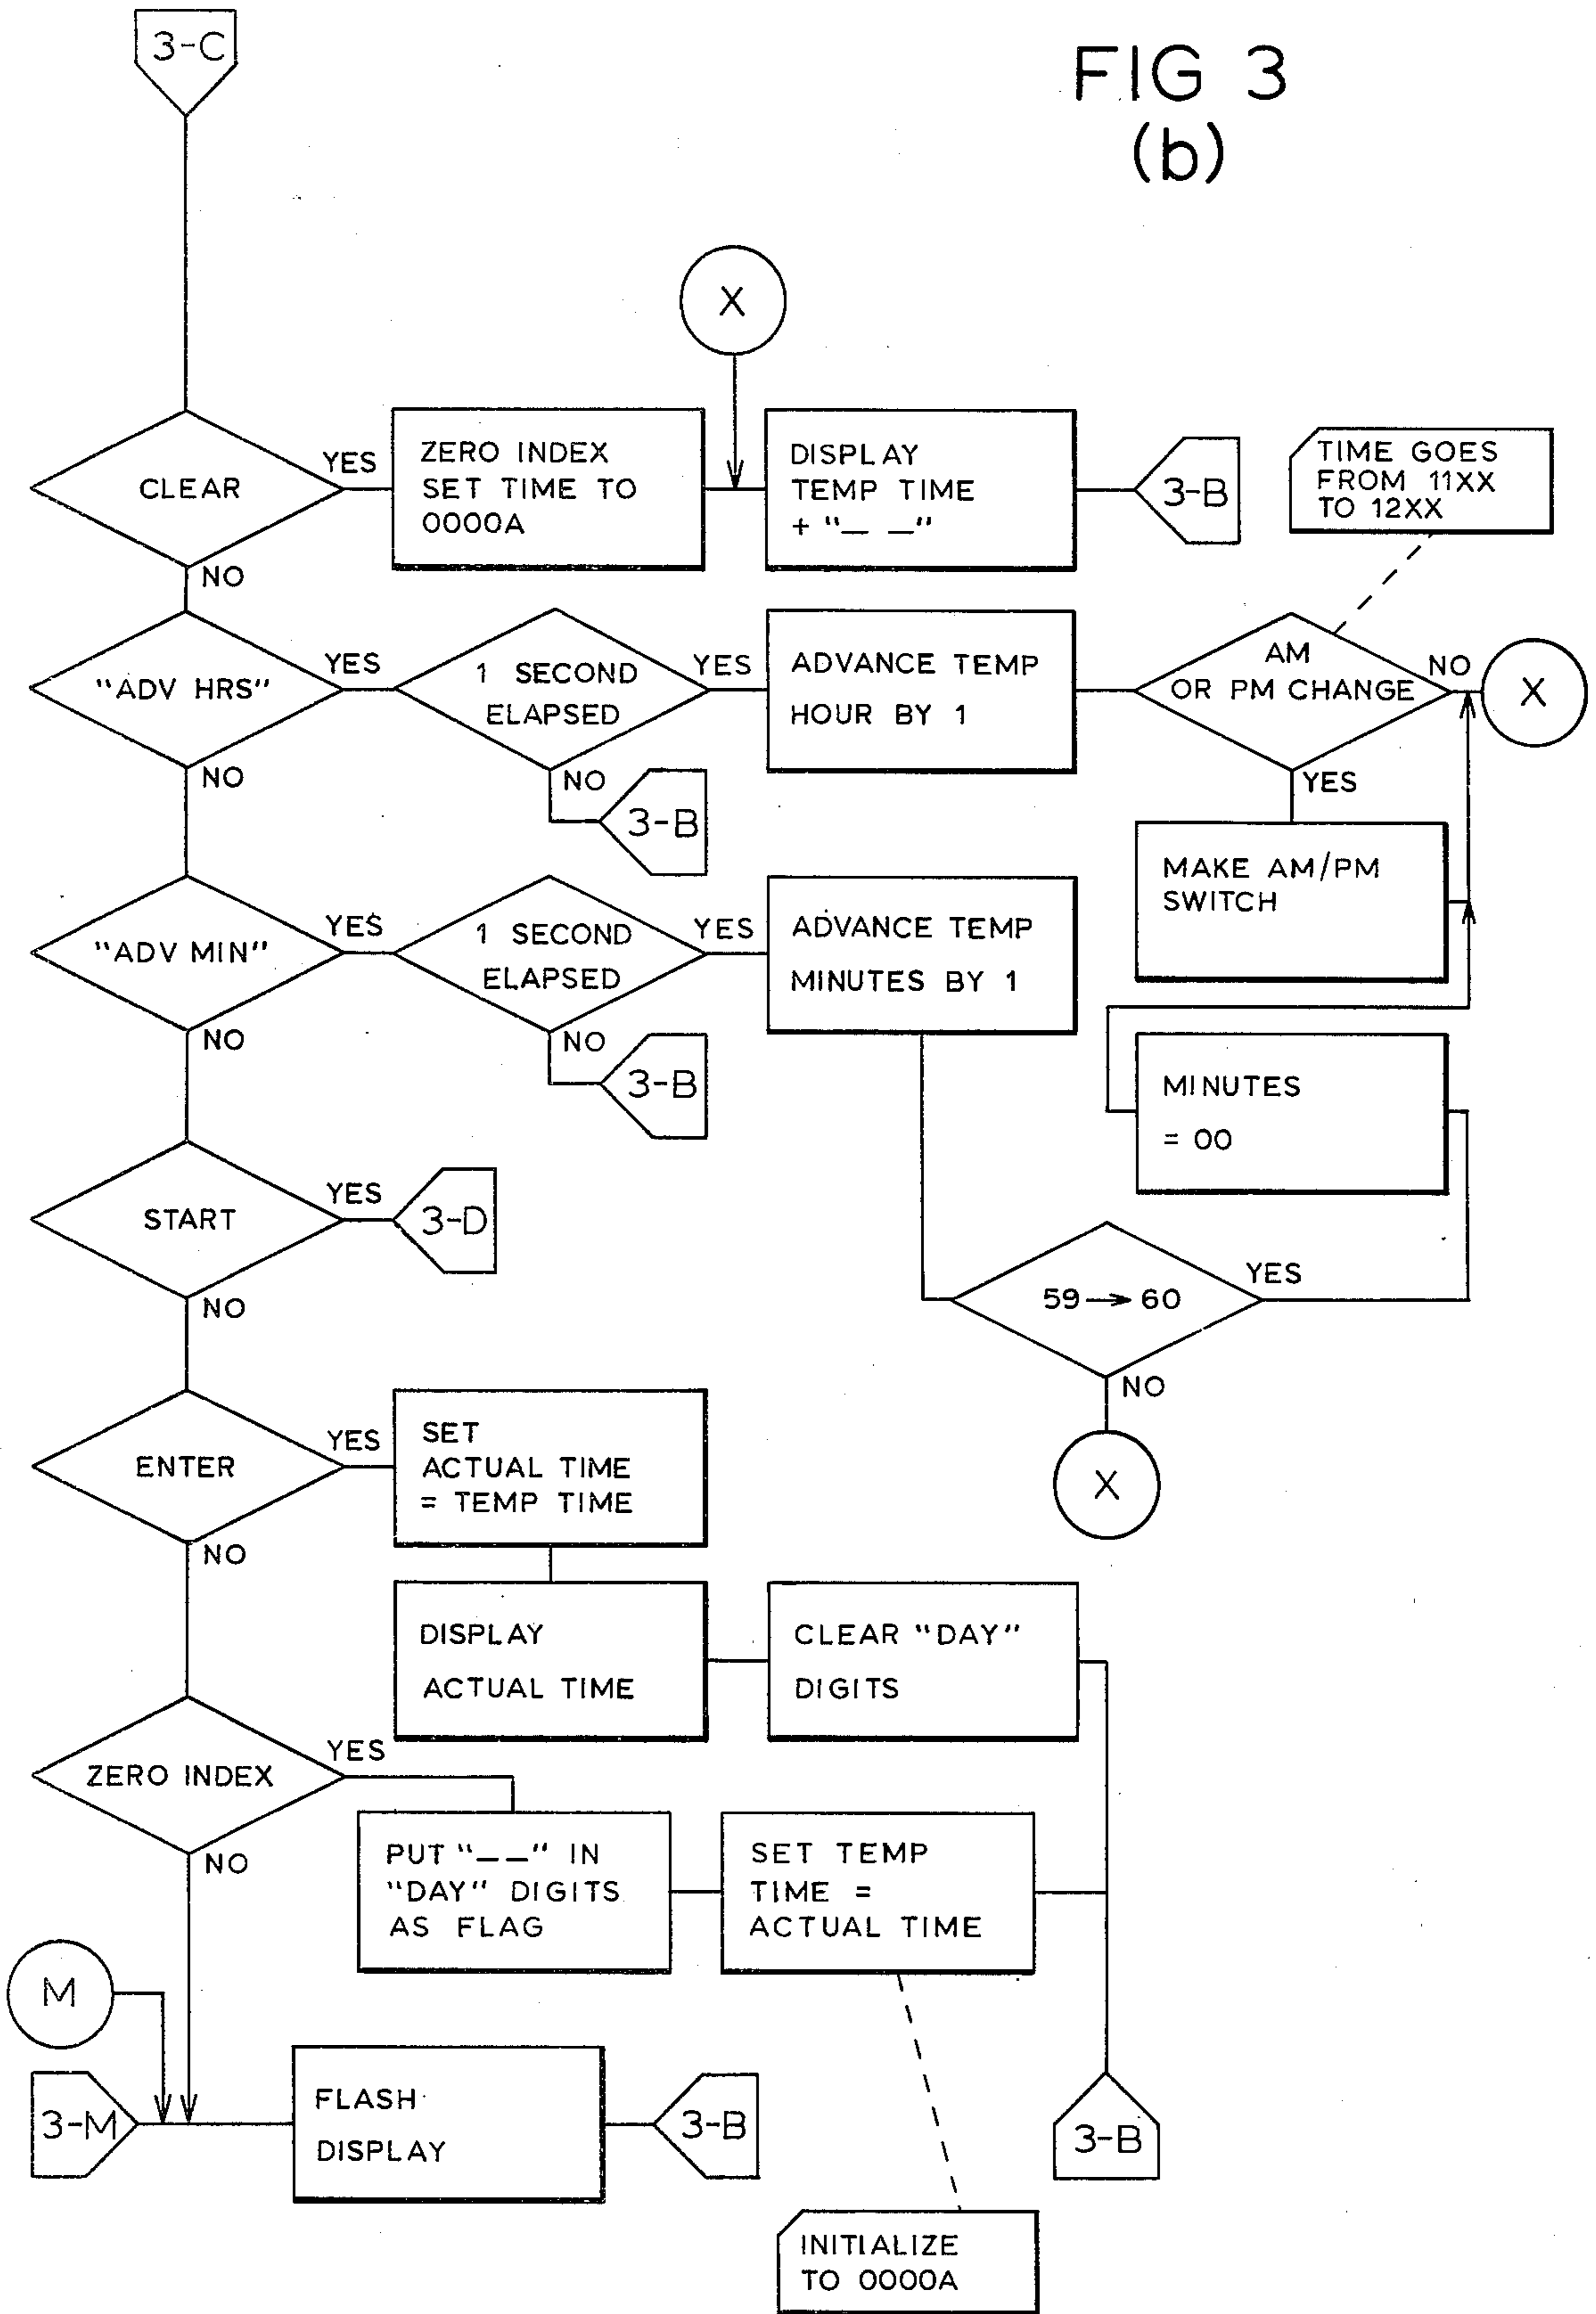 3-C
FIG 3
(b)
X
CLEAR
YES
NO
ZERO INDEX
SET TIME TO
0000A
DISPLAY
TEMP TIME
+ "_ _"
3-B
TIME GOES
FROM 11XX
TO 12XX
"ADV HRS"
YES
NO
1 SECOND
ELAPSED
YES
NO
3-B
ADVANCE TEMP
HOUR BY 1
AM
OR PM CHANGE
NO
X
YES
MAKE AM/PM
SWITCH
"ADV MIN"
YES
NO
1 SECOND
ELAPSED
YES
NO
3-B
ADVANCE TEMP
MINUTES BY 1
MINUTES
= 00
START
YES
3-D
NO
59→60
YES
NO
X
ENTER
YES
NO
SET
ACTUAL TIME
= TEMP TIME
DISPLAY
ACTUAL TIME
CLEAR "DAY"
DIGITS
ZERO INDEX
YES
NO
PUT "__" IN
"DAY" DIGITS
AS FLAG
SET TEMP
TIME =
ACTUAL TIME
M
3-M
FLASH
DISPLAY
3-B
3-B
INITIALIZE
TO 0000A